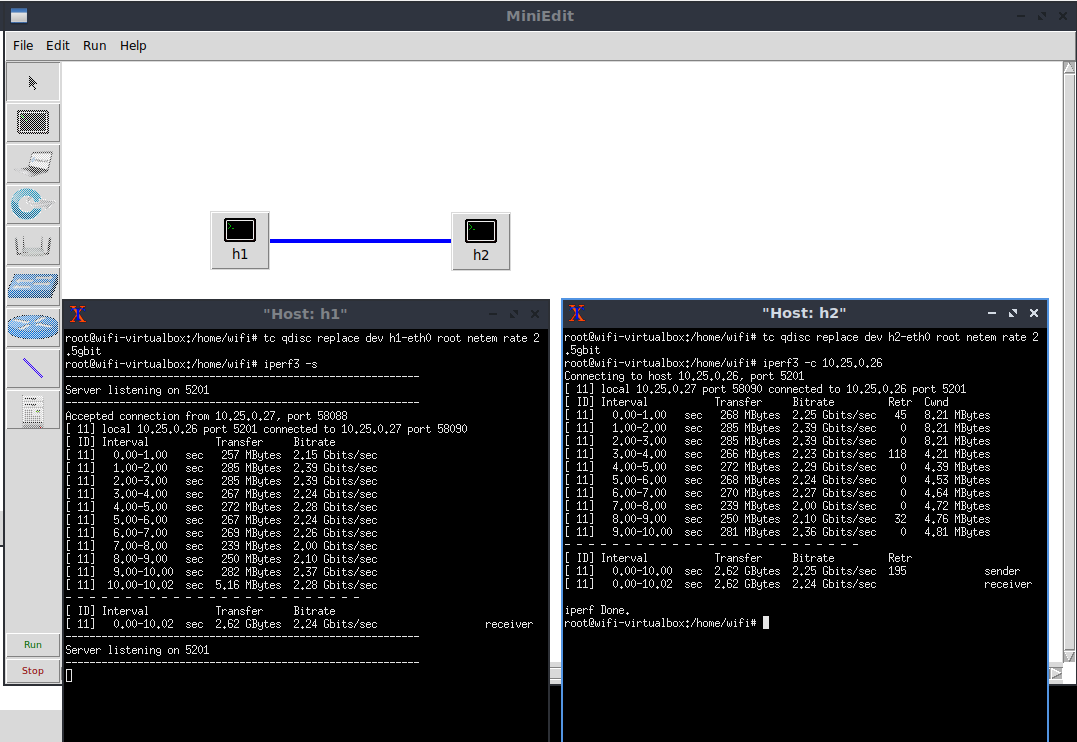 MiniEdit
File Edit Run Help
h1
h2
Run
Stop
"Host: h1"
root@wifi-virtualbox:/home/wifi# tc qdisc replace dev h1-eth0 root netem rate 2
.5gbit
root@wifi-virtualbox:/home/wifi# iperf3 -s
-----------------------------------------------------------
Server listening on 5201
-----------------------------------------------------------
Accepted connection from 10.25.0.27, port 58088
[ 11] local 10.25.0.26 port 5201 connected to 10.25.0.27 port 58090
[ ID] Interval Transfer Bitrate
[ 11] 0.00-1.00 sec 257 MBytes 2.15 Gbits/sec
[ 11] 1.00-2.00 sec 285 MBytes 2.39 Gbits/sec
[ 11] 2.00-3.00 sec 285 MBytes 2.39 Gbits/sec
[ 11] 3.00-4.00 sec 267 MBytes 2.24 Gbits/sec
[ 11] 4.00-5.00 sec 272 MBytes 2.28 Gbits/sec
[ 11] 5.00-6.00 sec 267 MBytes 2.24 Gbits/sec
[ 11] 6.00-7.00 sec 269 MBytes 2.26 Gbits/sec
[ 11] 7.00-8.00 sec 239 MBytes 2.00 Gbits/sec
[ 11] 8.00-9.00 sec 250 MBytes 2.10 Gbits/sec
[ 11] 9.00-10.00 sec 282 MBytes 2.37 Gbits/sec
[ 11] 10.00-10.02 sec 5.16 MBytes 2.28 Gbits/sec
- - - - - - - - - - - - - - - - - - - - - - - - -
[ ID] Interval Transfer Bitrate
[ 11] 0.00-10.02 sec 2.62 GBytes 2.24 Gbits/sec receiver
-----------------------------------------------------------
Server listening on 5201
-----------------------------------------------------------
"Host: h2"
root@wifi-virtualbox:/home/wifi# tc qdisc replace dev h2-eth0 root netem rate 2
.5gbit
root@wifi-virtualbox:/home/wifi# iperf3 -c 10.25.0.26
Connecting to host 10.25.0.26, port 5201
[ 11] local 10.25.0.27 port 58090 connected to 10.25.0.26 port 5201
[ ID] Interval Transfer Bitrate Retr Cwnd
[ 11] 0.00-1.00 sec 268 MBytes 2.25 Gbits/sec 45 8.21 MBytes
[ 11] 1.00-2.00 sec 285 MBytes 2.39 Gbits/sec 0 8.21 MBytes
[ 11] 2.00-3.00 sec 285 MBytes 2.39 Gbits/sec 0 8.21 MBytes
[ 11] 3.00-4.00 sec 266 MBytes 2.23 Gbits/sec 118 4.21 MBytes
[ 11] 4.00-5.00 sec 272 MBytes 2.29 Gbits/sec 0 4.39 MBytes
[ 11] 5.00-6.00 sec 268 MBytes 2.24 Gbits/sec 0 4.53 MBytes
[ 11] 6.00-7.00 sec 270 MBytes 2.27 Gbits/sec 0 4.64 MBytes
[ 11] 7.00-8.00 sec 239 MBytes 2.00 Gbits/sec 0 4.72 MBytes
[ 11] 8.00-9.00 sec 250 MBytes 2.10 Gbits/sec 32 4.76 MBytes
[ 11] 9.00-10.00 sec 281 MBytes 2.36 Gbits/sec 0 4.81 MBytes
- - - - - - - - - - - - - - - - - - - - - - - - -
[ ID] Interval Transfer Bitrate Retr
[ 11] 0.00-10.00 sec 2.62 GBytes 2.25 Gbits/sec 195 sender
[ 11] 0.00-10.02 sec 2.62 GBytes 2.24 Gbits/sec receiver
iperf Done.
root@wifi-virtualbox:/home/wifi#